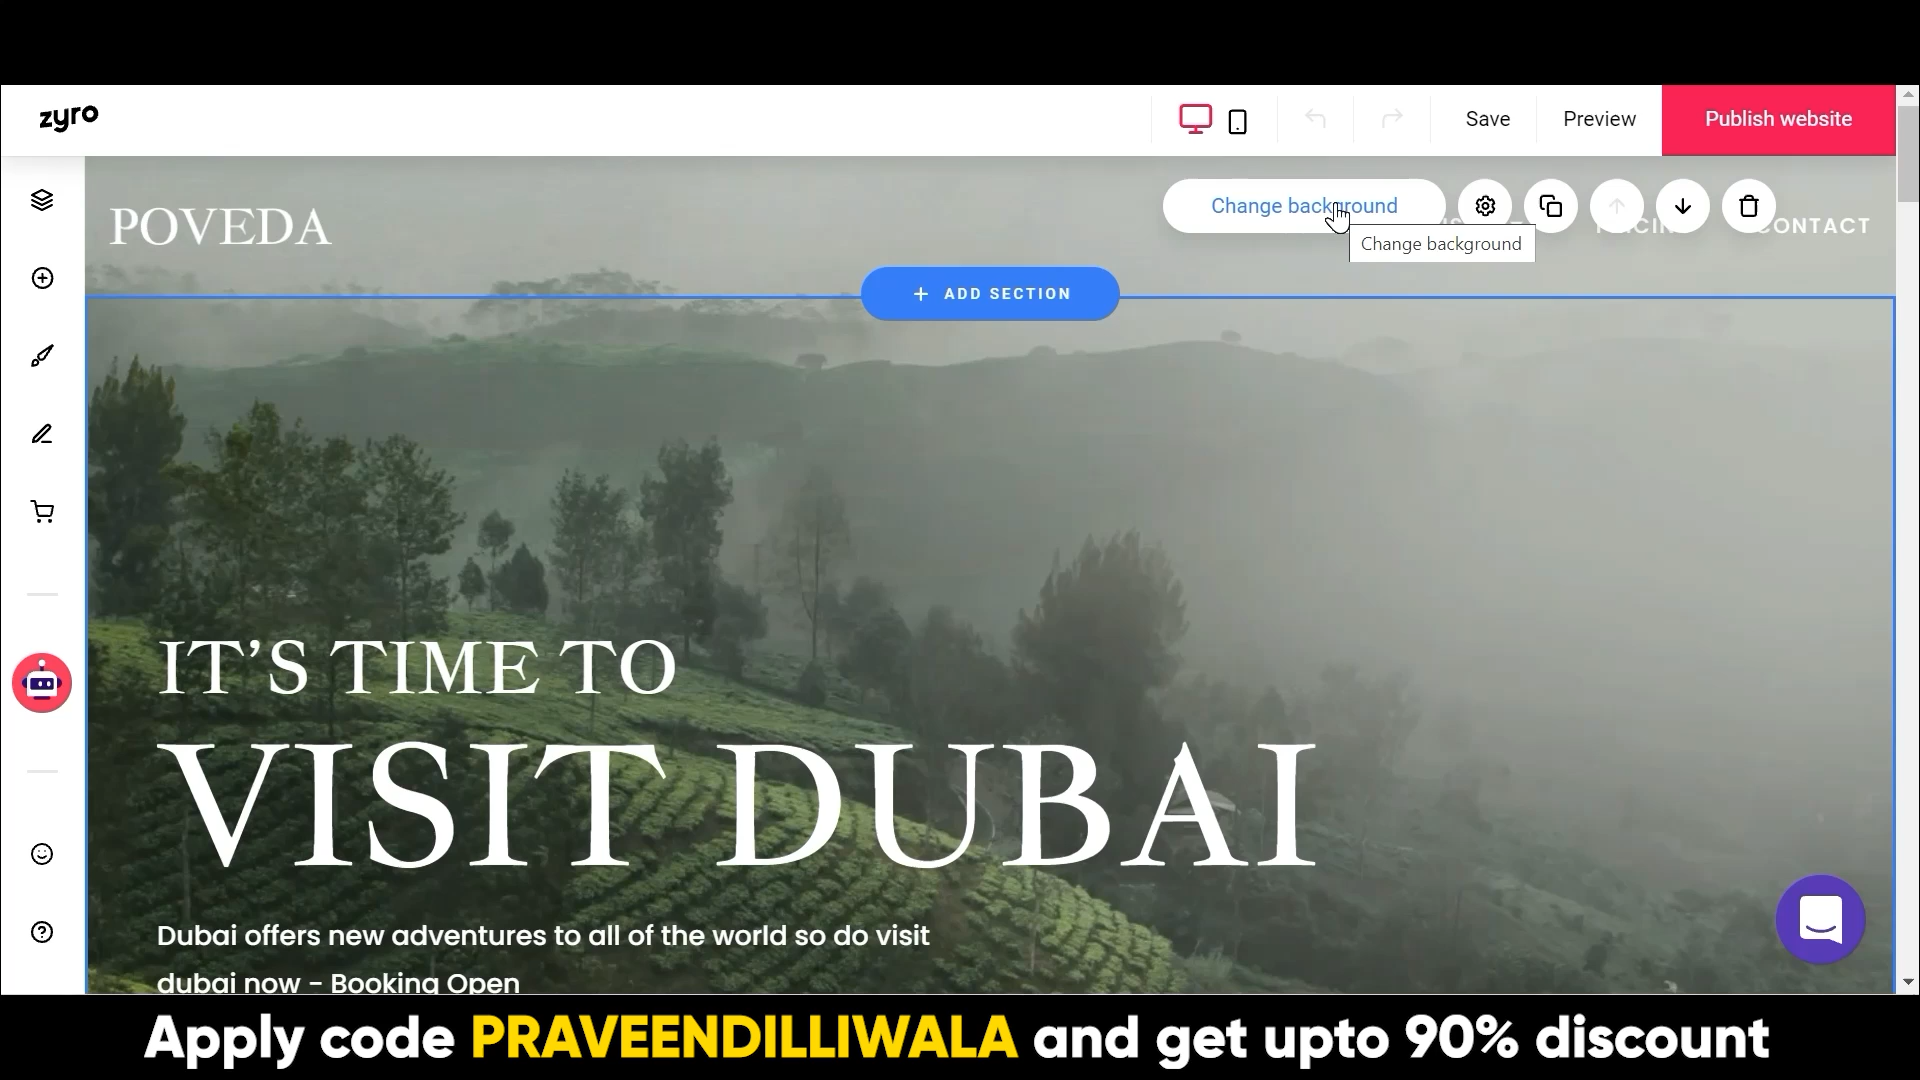 zyro
Save
Preview
Publish website
POVEDA
Change background
CONTACT
Change background
+ ADD SECTION
IT'S TIME TO
VISIT DUBAI
Dubai offers new adventures to all of the world so do visit
dubai now - Booking Open
Apply code PRAVEENDILLIWALA and get upto 90% discount